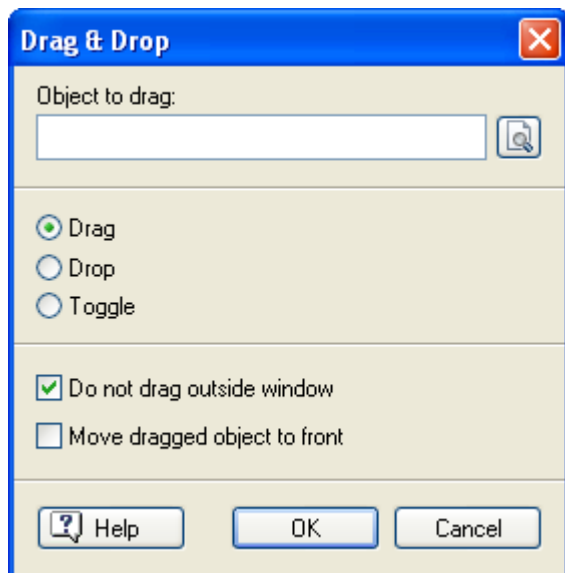 Drag & Drop
Object to drag:
Drag
Drop
Toggle
Do not drag outside window
Move dragged object to front
Help OK Cancel